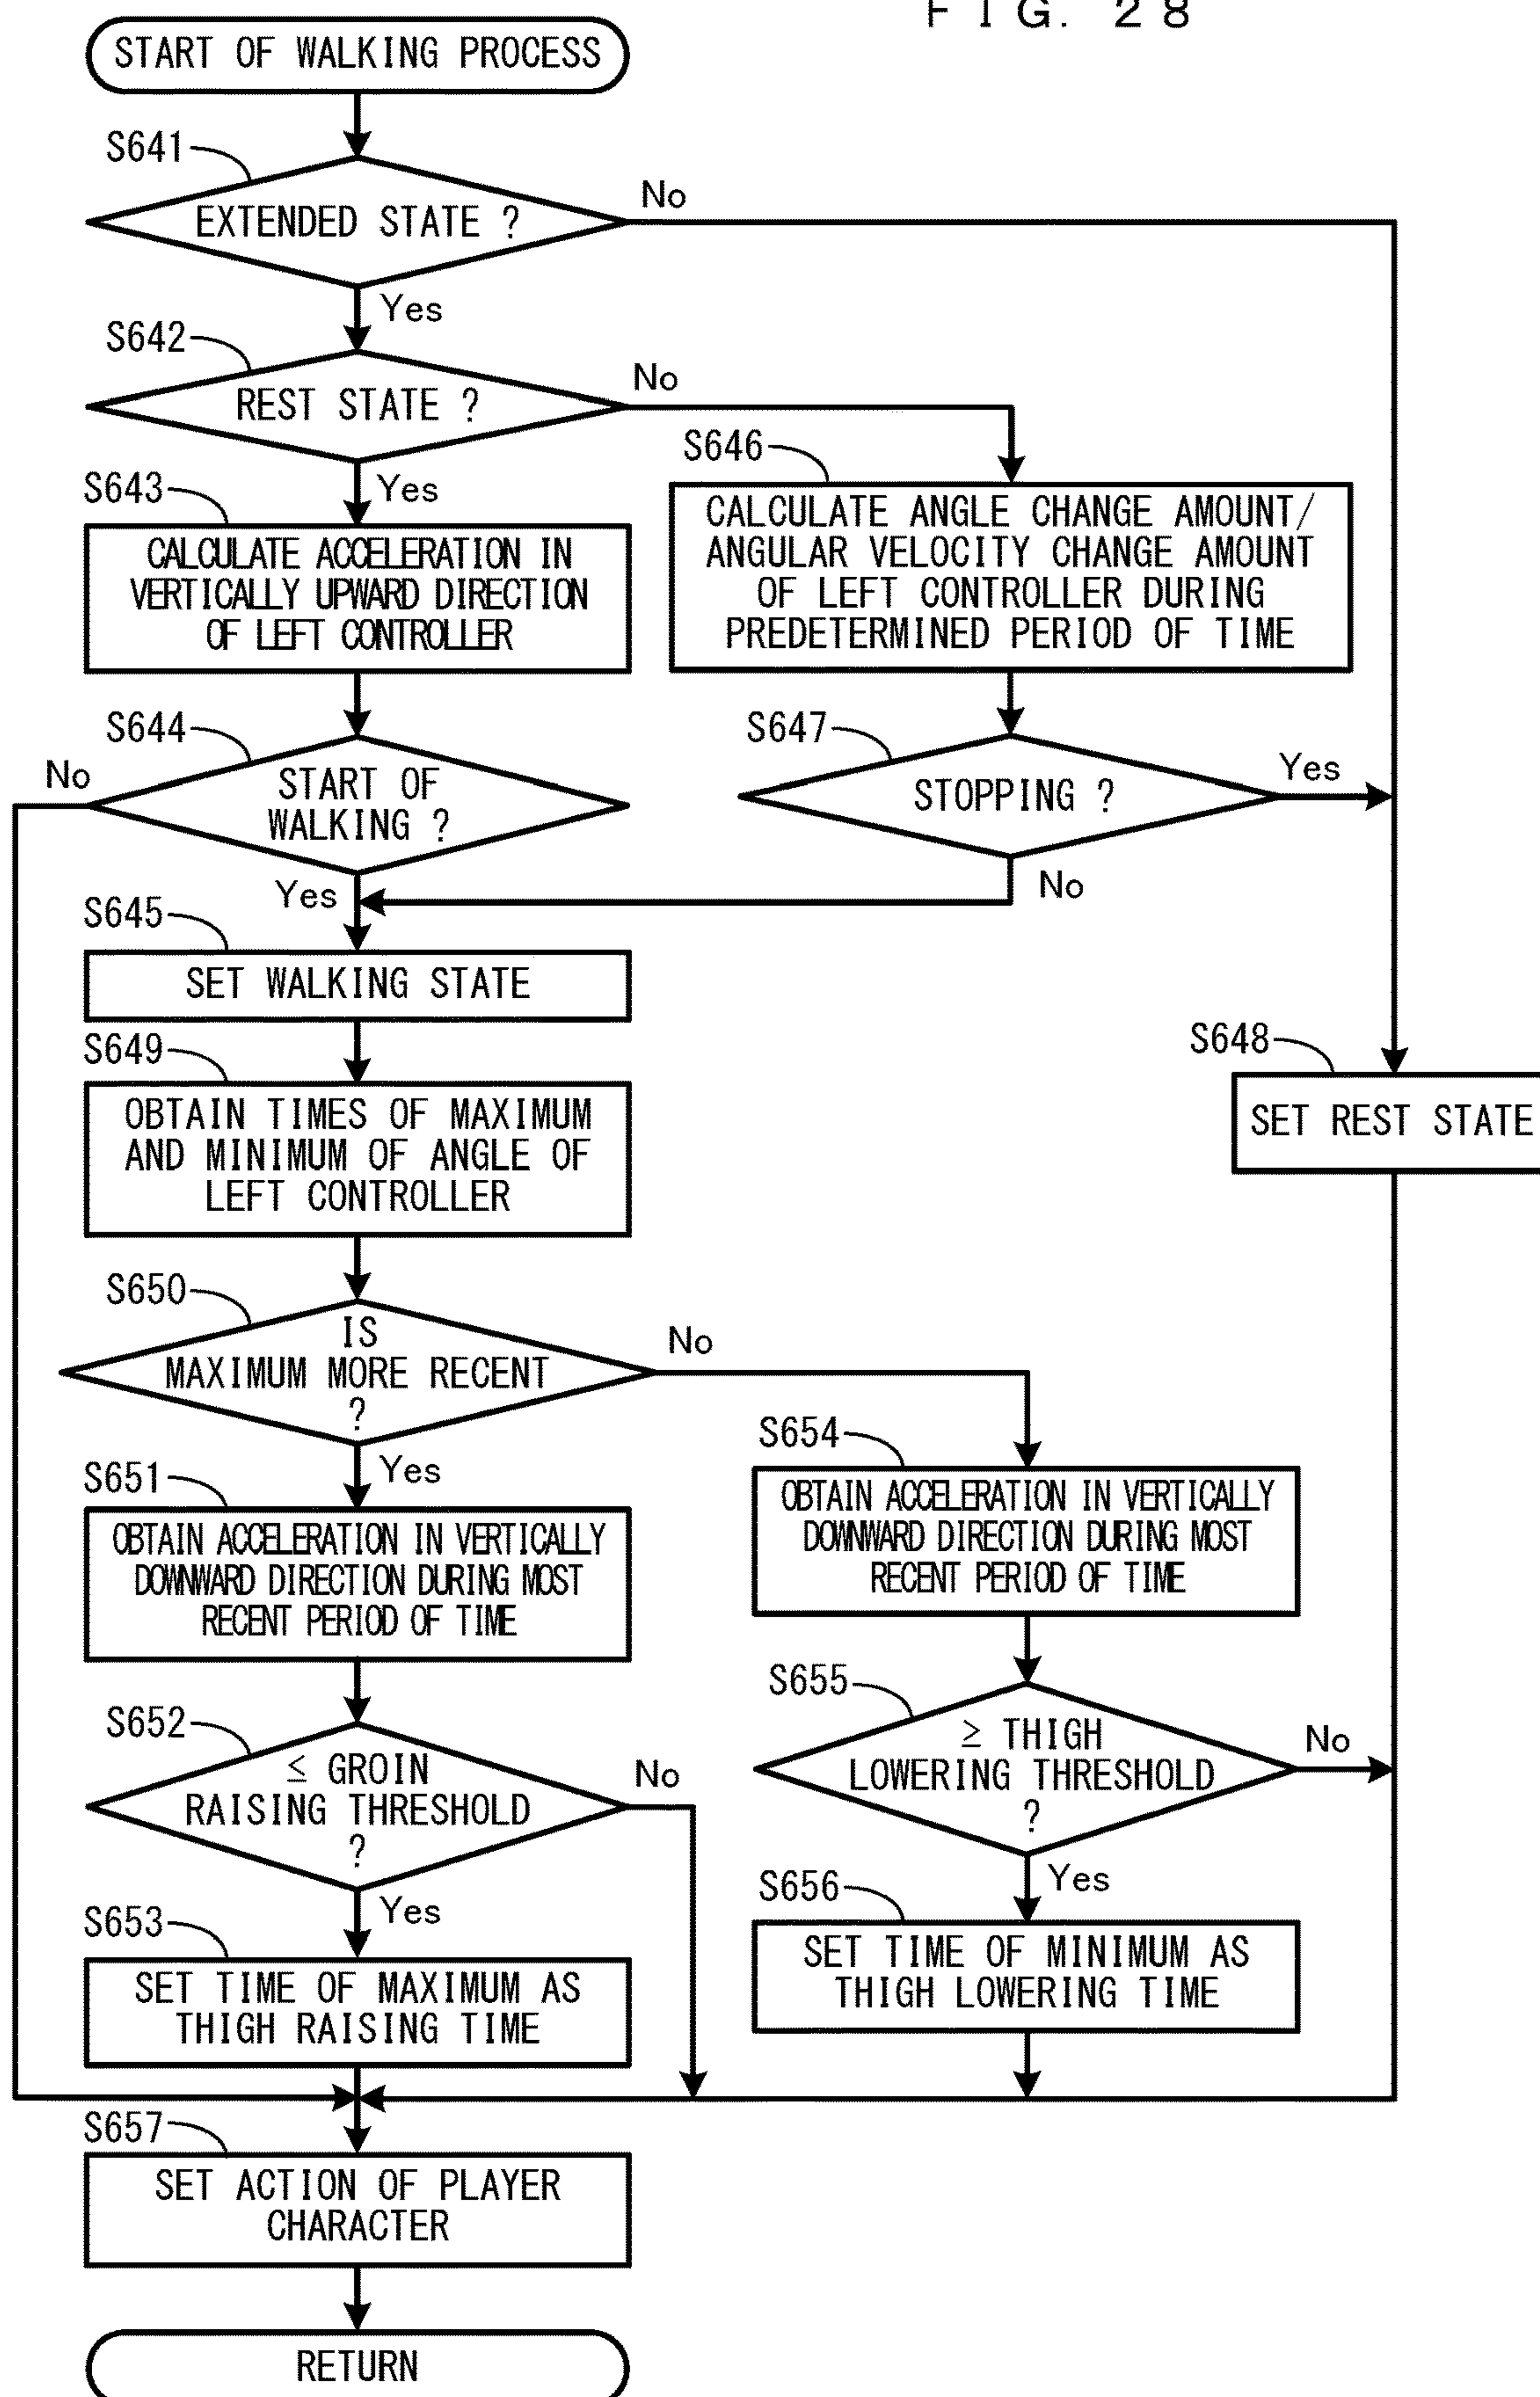 FIG. 28
START OF WALKING PROCESS
S641
EXTENDED STATE ?
No
Yes
S642
REST STATE ?
No
Yes
S643
CALCULATE ACCELERATION IN
VERTICALLY UPWARD DIRECTION
OF LEFT CONTROLLER
S646
CALCULATE ANGLE CHANGE AMOUNT/
ANGULAR VELOCITY CHANGE AMOUNT
OF LEFT CONTROLLER DURING
PREDETERMINED PERIOD OF TIME
S644
START OF
WALKING ?
No
Yes
S647
STOPPING ?
Yes
No
S645
SET WALKING STATE
S648
SET REST STATE
S649
OBTAIN TIMES OF MAXIMUM
AND MINIMUM OF ANGLE OF
LEFT CONTROLLER
S650
IS
MAXIMUM MORE RECENT
?
No
Yes
S651
OBTAIN ACCELERATION IN VERTICALLY
DOWNWARD DIRECTION DURING MOST
RECENT PERIOD OF TIME
S654
OBTAIN ACCELERATION IN VERTICALLY
DOWNWARD DIRECTION DURING MOST
RECENT PERIOD OF TIME
S652
≤ GROIN
RAISING THRESHOLD
?
No
Yes
S655
≥ THIGH
LOWERING THRESHOLD
?
No
Yes
S653
SET TIME OF MAXIMUM AS
THIGH RAISING TIME
S656
SET TIME OF MINIMUM AS
THIGH LOWERING TIME
S657
SET ACTION OF PLAYER
CHARACTER
RETURN